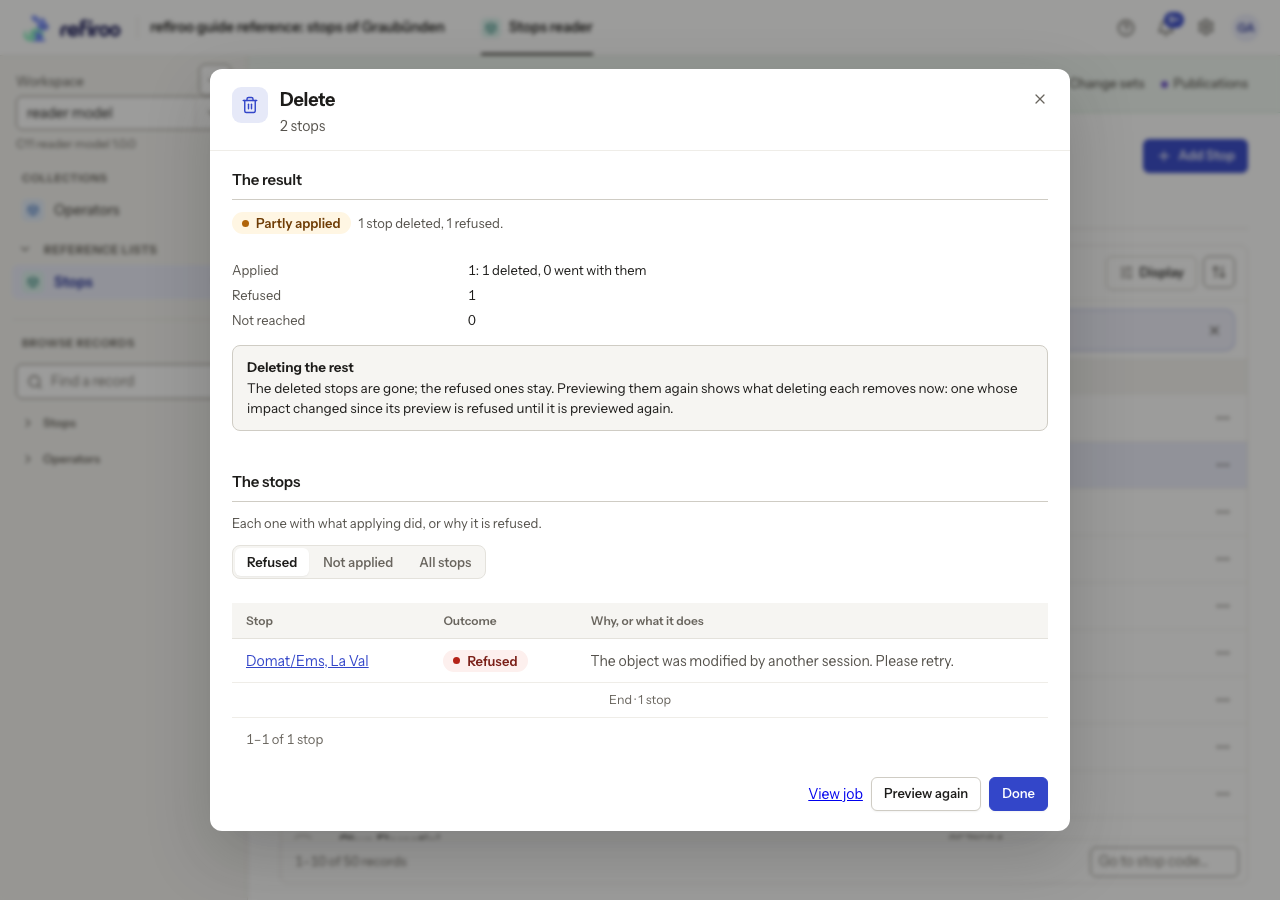 refiroo
refiroo guide reference: stops of Graubünden
Stops reader
GA
Workspace
reader model
Change sets
Publications
COLLECTIONS
Operators
REFERENCE LISTS
Stops
BROWSE RECORDS
Find a record
Stops
Operators
Add Stop
Display
Delete
2 stops
The result
Partly applied
1 stop deleted, 1 refused.
Applied 1: 1 deleted, 0 went with them
Refused 1
Not reached 0
Deleting the rest
The deleted stops are gone; the refused ones stay. Previewing them again shows what deleting each removes now: one whose
impact changed since its preview is refused until it is previewed again.
The stops
Each one with what applying did, or why it is refused.
Refused Not applied All stops
Stop Outcome Why, or what it does
Domat/Ems, La Val Refused The object was modified by another session. Please retry.
End · 1 stop
1–1 of 1 stop
View job Preview again Done
1–10 of 50 records
Go to stop code...